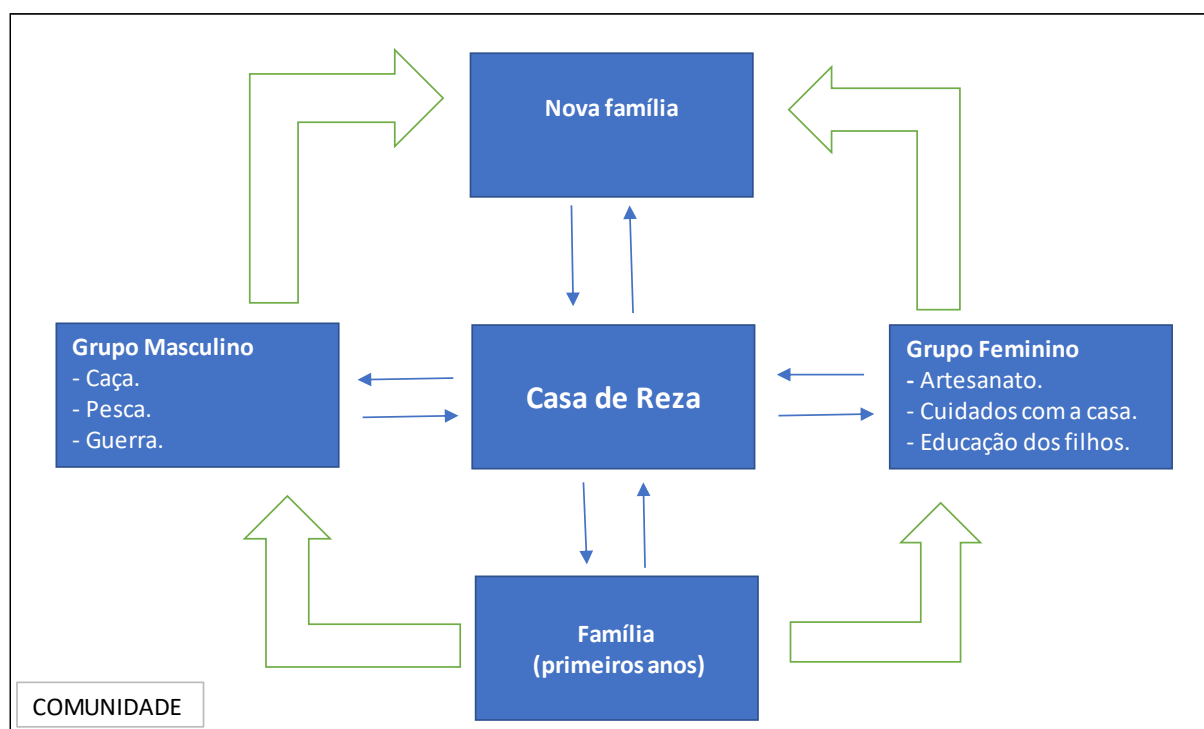 Nova família
Grupo Masculino
- Caça.
- Pesca.
- Guerra.
Casa de Reza
Grupo Feminino
- Artesanato.
- Cuidados com a casa.
- Educação dos filhos.
Família
(primeiros anos)
COMUNIDADE